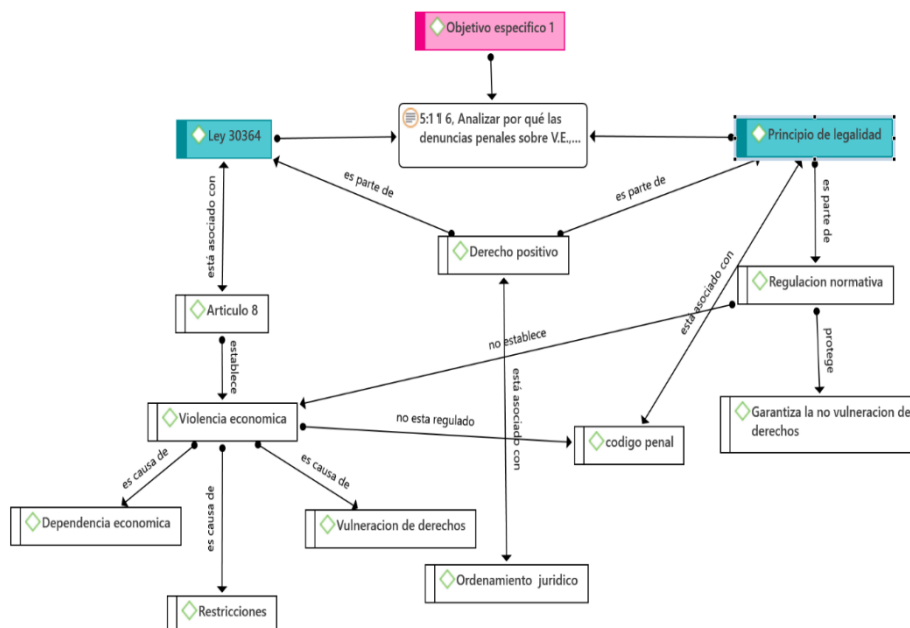 Objetivo especifico 1
5:1 ¶ 6, Analizar por qué las
denuncias penales sobre V.E.,...
Ley 30364
Principio de legalidad
es parte de
es parte de
es parte de
está asociado con
Derecho positivo
está asociado con
Regulacion normativa
Articulo 8
no establece
protege
establece
está asociado con
Violencia economica
no esta regulado
Garantiza la no vulneracion de
derechos
codigo penal
es causa de
es causa de
es causa de
Dependencia economica
Vulneracion de derechos
Ordenamiento juridico
Restricciones